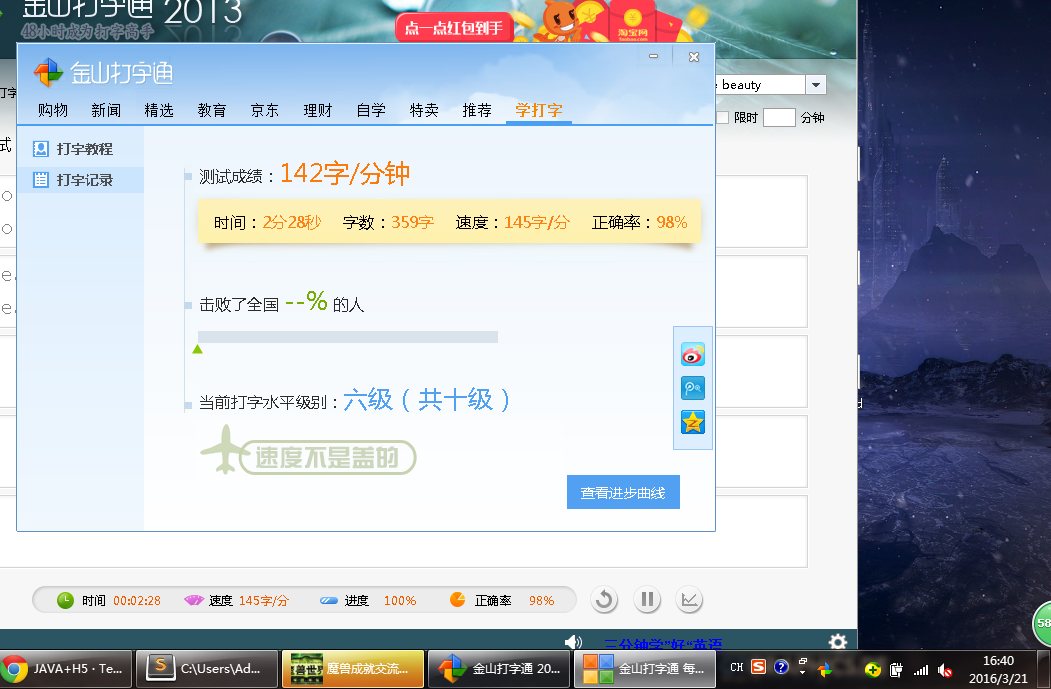 金山打字通 2013
48小时成为打字高手
点一点红包到手
淘宝网
Taobao.com
金山打字通
购物 新闻 精选 教育 京东 理财 自学 特卖 推荐 学打字
beauty
限时 分钟
打字
式
打字教程
打字记录
测试成绩：142字/分钟
时间：2分28秒 字数：359字 速度：145字/分 正确率：98%
击败了全国 --% 的人
当前打字水平级别：六级（共十级）
速度不是盖的
查看进步曲线
时间 00:02:28 速度 145字/分 进度 100% 正确率 98%
58
三分钟学"好"英语
JAVA+H5 · Te...
C:\Users\Ad...
魔兽成就交流...
金山打字通 20...
金山打字通 每...
CH
16:40
2016/3/21